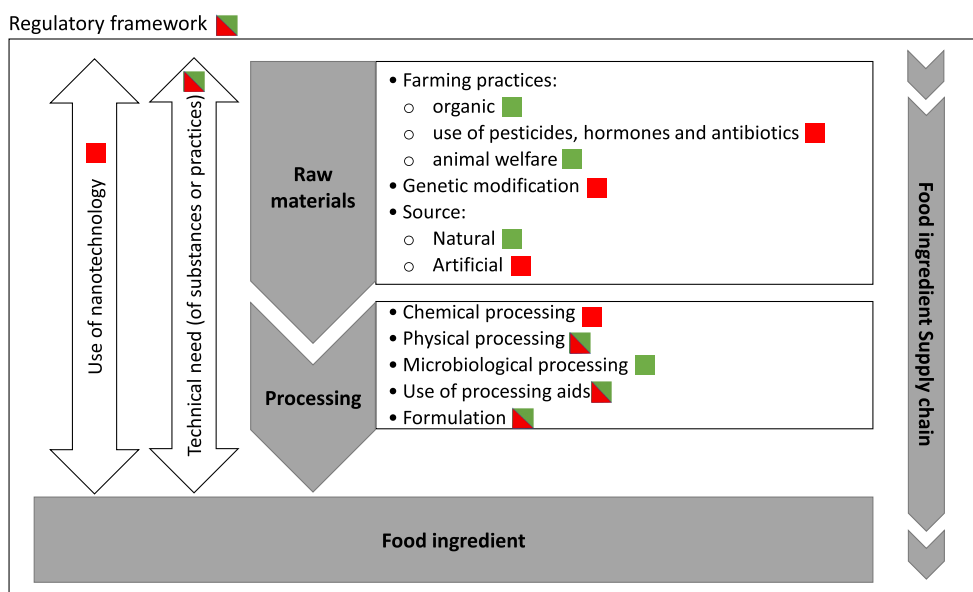 Regulatory framework
Use of nanotechnology
Technical need (of substances or practices)
Raw
materials
• Farming practices:
o organic
o use of pesticides, hormones and antibiotics
o animal welfare
• Genetic modification
• Source:
o Natural
o Artificial
Processing
• Chemical processing
• Physical processing
• Microbiological processing
• Use of processing aids
• Formulation
Food ingredient Supply chain
Food ingredient